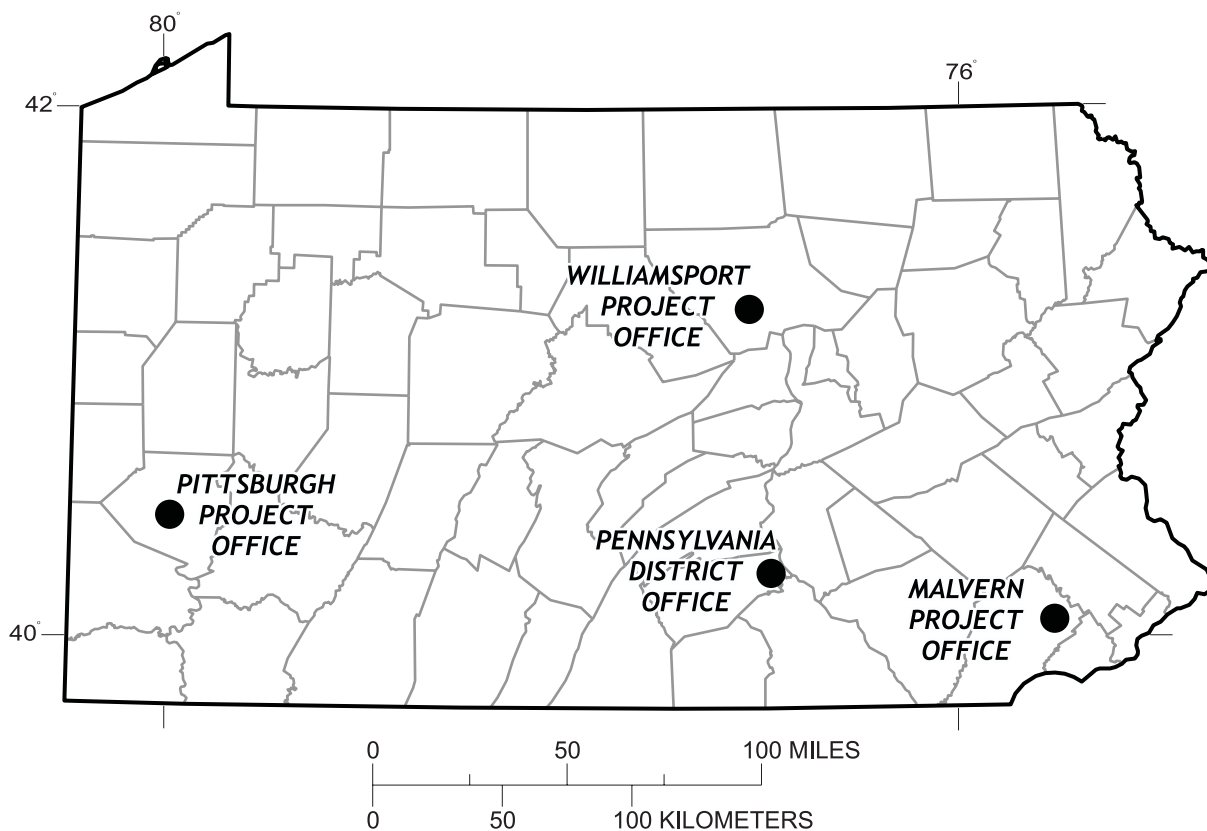 80°
76°
42°
WILLIAMSPORT
PROJECT
OFFICE
PITTSBURGH
PROJECT
OFFICE
PENNSYLVANIA
DISTRICT
OFFICE
MALVERN
PROJECT
OFFICE
40°
0 50 100 MILES
0 50 100 KILOMETERS